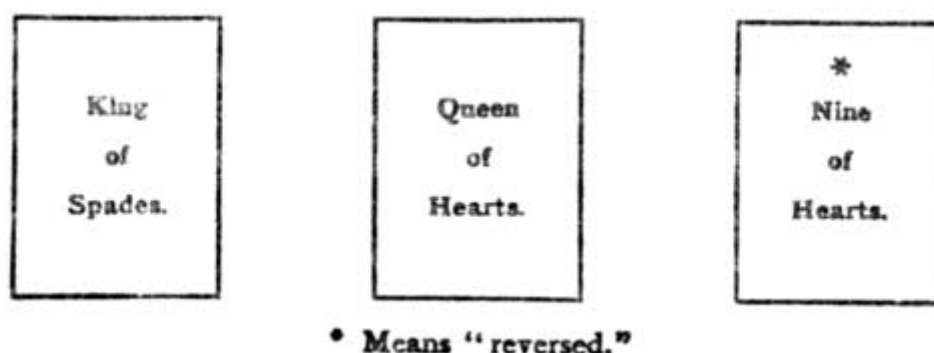 King
of
Spades.
Queen
of
Hearts.
*
Nine
of
Hearts.
* Means “reversed.”